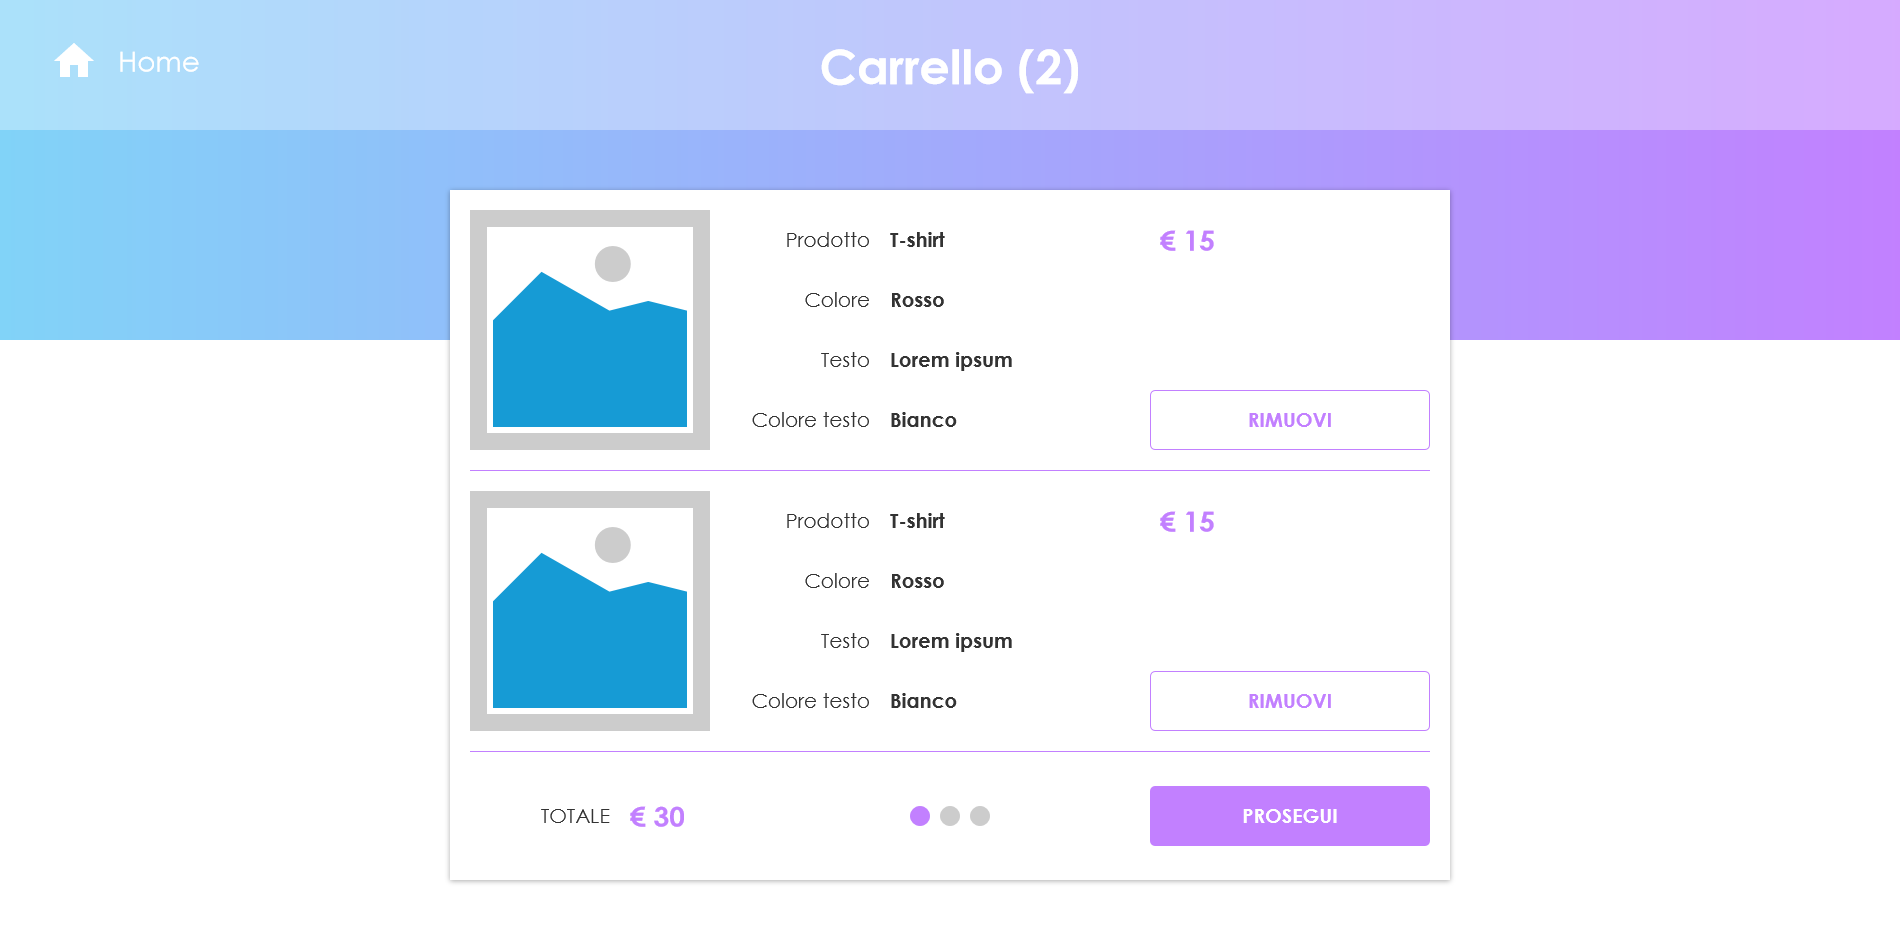 Home
Carrello (2)
Prodotto T-shirt € 15
Colore Rosso
Testo Lorem ipsum
Colore testo Bianco RIMUOVI
Prodotto T-shirt € 15
Colore Rosso
Testo Lorem ipsum
Colore testo Bianco RIMUOVI
TOTALE € 30 PROSEGUI